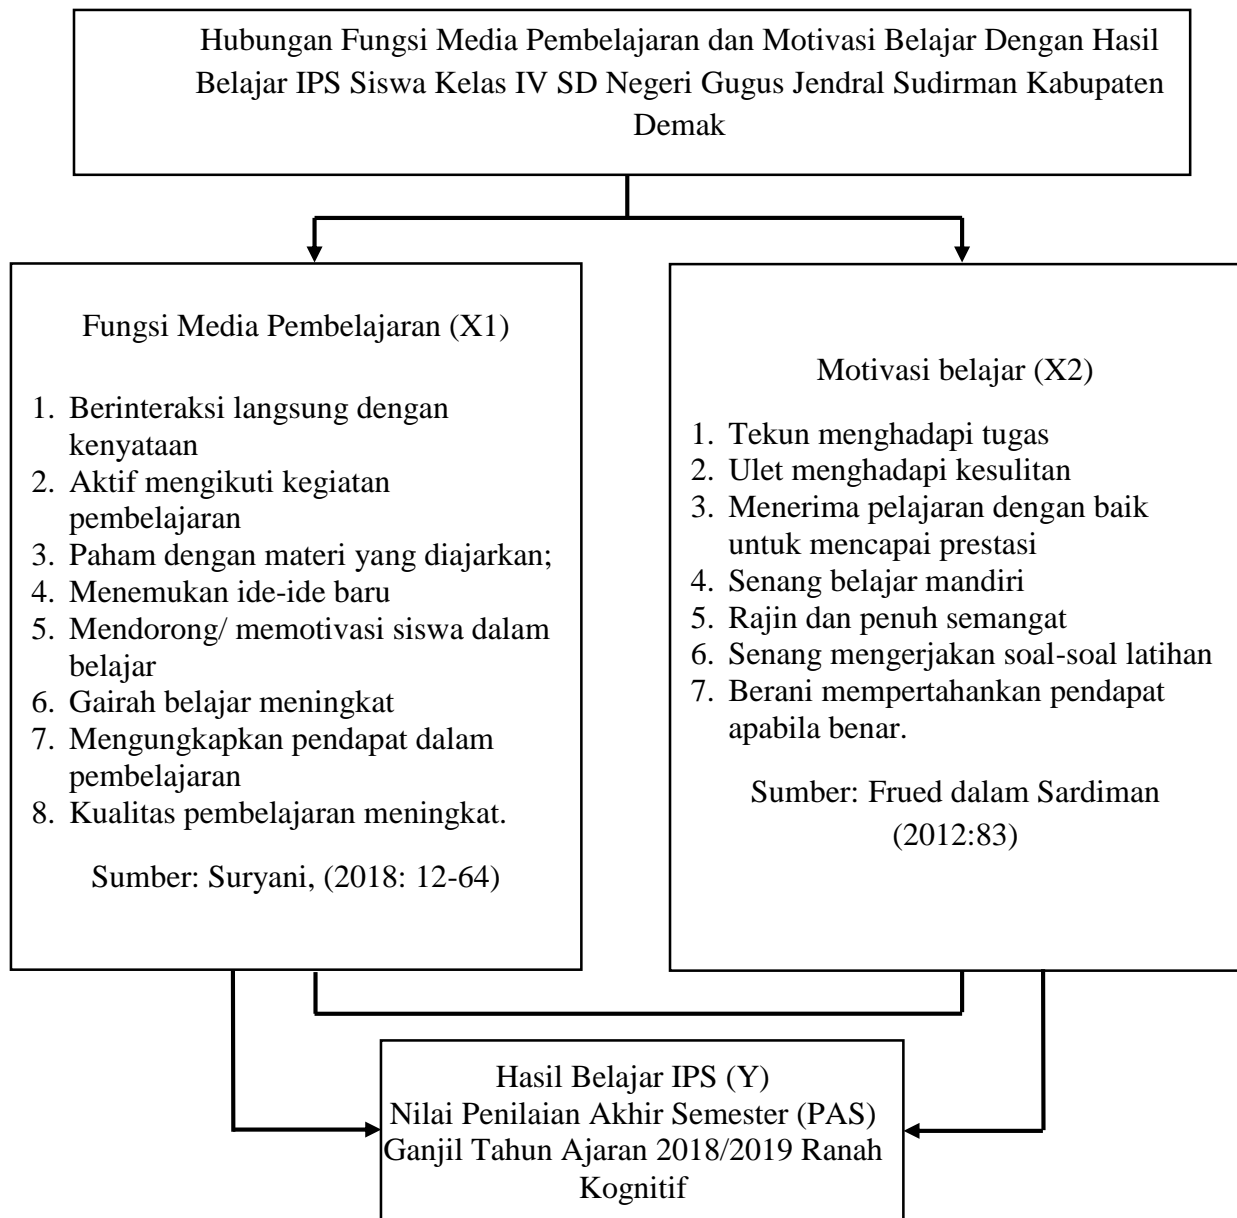 Hubungan Fungsi Media Pembelajaran dan Motivasi Belajar Dengan Hasil
Belajar IPS Siswa Kelas IV SD Negeri Gugus Jendral Sudirman Kabupaten
Demak
Fungsi Media Pembelajaran (X1)
1. Berinteraksi langsung dengan
kenyataan
2. Aktif mengikuti kegiatan
pembelajaran
3. Paham dengan materi yang diajarkan;
4. Menemukan ide-ide baru
5. Mendorong/ memotivasi siswa dalam
belajar
6. Gairah belajar meningkat
7. Mengungkapkan pendapat dalam
pembelajaran
8. Kualitas pembelajaran meningkat.
Sumber: Suryani, (2018: 12-64)
Motivasi belajar (X2)
1. Tekun menghadapi tugas
2. Ulet menghadapi kesulitan
3. Menerima pelajaran dengan baik
untuk mencapai prestasi
4. Senang belajar mandiri
5. Rajin dan penuh semangat
6. Senang mengerjakan soal-soal latihan
7. Berani mempertahankan pendapat
apabila benar.
Sumber: Frued dalam Sardiman
(2012:83)
Hasil Belajar IPS (Y)
Nilai Penilaian Akhir Semester (PAS)
Ganjil Tahun Ajaran 2018/2019 Ranah
Kognitif